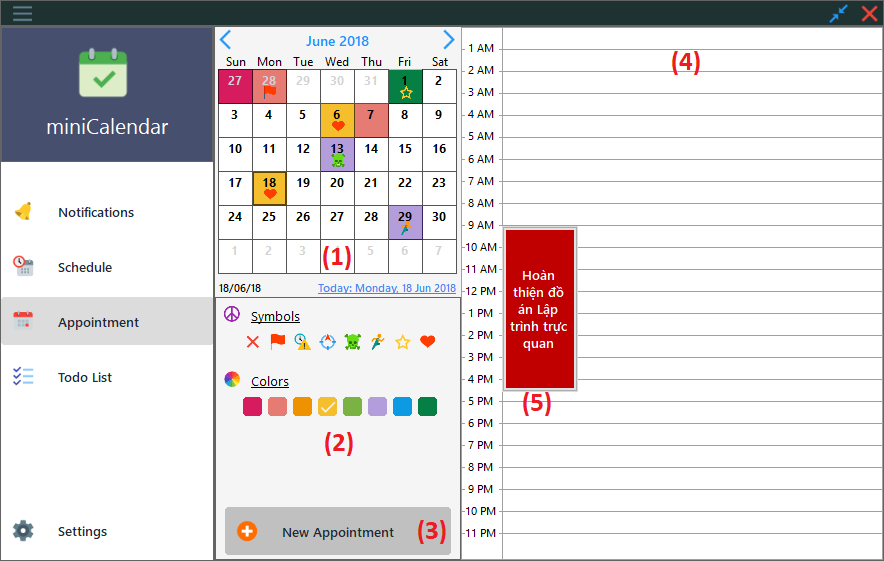 miniCalendar
Notifications
Schedule
Appointment
Todo List
Settings
June 2018
Sun Mon Tue Wed Thu Fri Sat
27 28 29 30 31 1 2
3 4 5 6 7 8 9
10 11 12 13 14 15 16
17 18 19 20 21 22 23
24 25 26 27 28 29 30
1 2 3 (1) 5 6 7
18/06/18 Today: Monday, 18 Jun 2018
Symbols
Colors
(2)
New Appointment (3)
(4)
1 AM
2 AM
3 AM
4 AM
5 AM
6 AM
7 AM
8 AM
9 AM
10 AM
11 AM
12 PM
1 PM
2 PM
3 PM
4 PM
5 PM
6 PM
7 PM
8 PM
9 PM
10 PM
11 PM
Hoàn
thiện đồ
án Lập
trình trực
quan
(5)